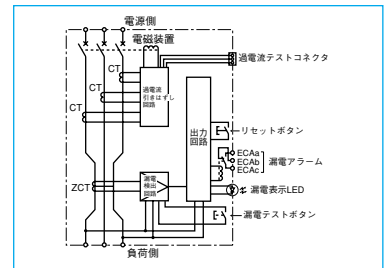 電源側
電磁装置
過電流テストコネクタ
CT
CT
CT
過電流
引きはずし
回路
出力
回路
リセットボタン
ECAa
ECAb
ECAc
漏電アラーム
ZCT
漏電
検出
回路
漏電表示LED
漏電テストボタン
負荷側